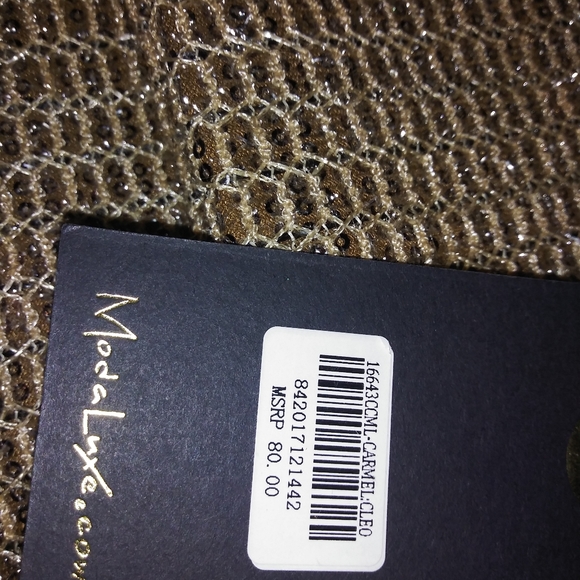 ModaLuxe.com
16643CCML-CARMEL:CLEO
842017121442
MSRP 80.00